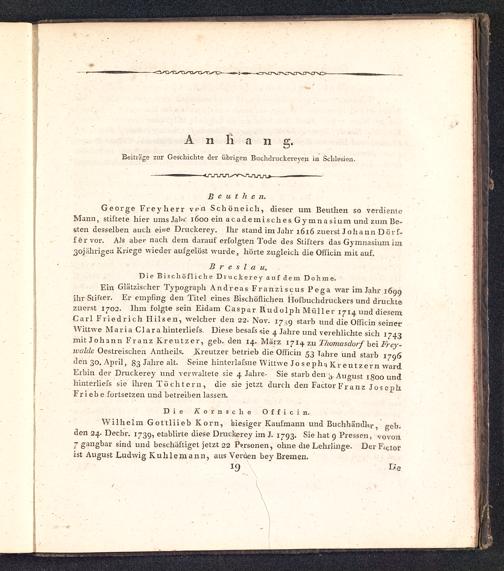 Anhang.
Beiträge zur Geschichte der übrigen Buchdruckereyen in Schlesien.
Beuthen.
George Freyherr von Schöneich, dieser um Beuthen so verdiente
Mann, stiftete hier ums Jahr 1600 ein academisches Gymnasium und zum Be-
sten desselben auch eine Druckerey. Ihr stand im Jahr 1616 zuerst Johann Dörf-
fer vor. Als aber nach dem darauf erfolgten Tode des Stifters das Gymnasium im
30jährigen Kriege wieder aufgelöst wurde, hörte zugleich die Officin mit auf.
Breslau.
Die Bischöfliche Druckerey auf dem Dohme.
Ein Glätzischer Typograph Andreas Franziscus Pega war im Jahr 1699
ihr Stifter. Er empfing den Titel eines Bischöflichen Hofbuchdruckers und druckte
zuerst 1702. Ihm folgte sein Eidam Caspar Rudolph Müller 1714 und diesem
Carl Friedrich Hilsen, welcher den 22. Nov. 1739 starb und die Officin seiner
Wittwe Maria Clara hinterliefs. Diese besafs sie 4 Jahre und verehlichte sich 1743
mit Johann Franz Kreutzer, geb. den 14. März 1714 zu Thomasdorf bei Frey-
walde Oestreischen Antheils. Kreutzer betrieb die Officin 53 Jahre und starb 1796
den 30. April, 83 Jahre alt. Seine hinterlafsne Wittwe Josepha Kreutzern ward
Erbin der Druckerey und verwaltete sie 4 Jahre. Sie starb den 3 August 1800 und
hinterliefs sie ihren Töchtern, die sie jetzt durch den Factor Franz Joseph
Friebe fortsetzen und betreiben lassen.
Die Kornsche Officin.
Wilhelm Gottlieb Korn, hiesiger Kaufmann und Buchhändler, geb.
den 24. Decbr. 1739, etablirte diese Druckerey im J. 1793. Sie hat 9 Pressen, wovon
7 gangbar sind und beschäftiget jetzt 22 Personen, ohne die Lehrlinge. Der Factor
ist August Ludwig Kuhlemann, aus Verden bey Bremen.
19 Die